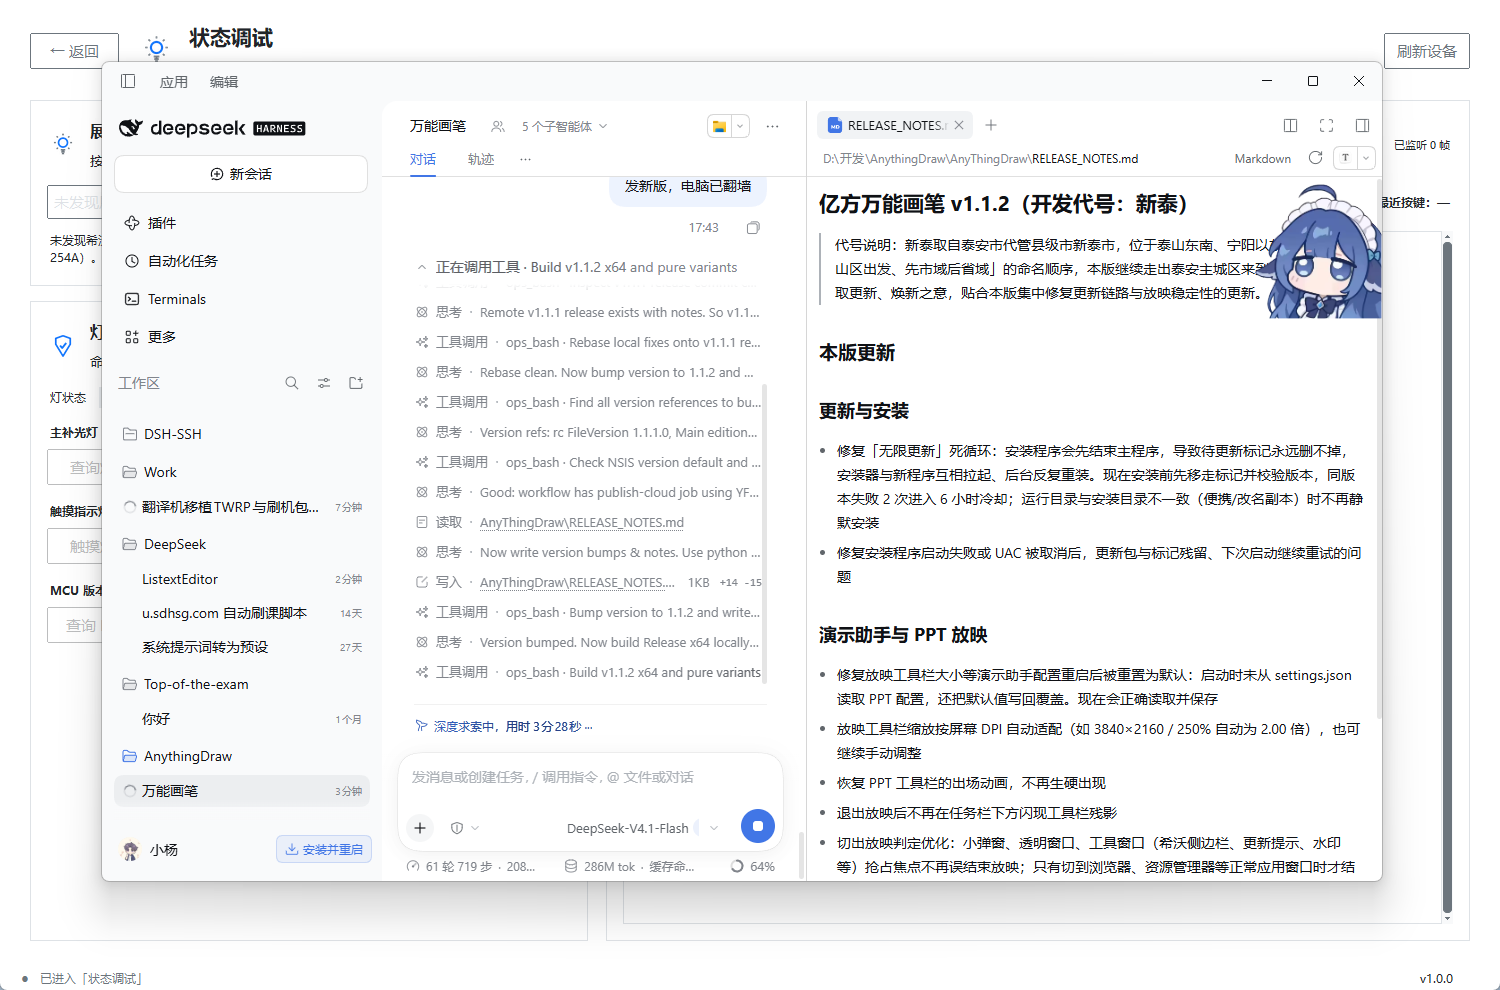 ← 返回
状态调试
刷新设备
应用
编辑
deepseek HARNESS
新会话
插件
自动化任务
Terminals
更多
工作区
DSH-SSH
Work
翻译机移植TWRP与刷机包...
7分钟
DeepSeek
ListextEditor
2分钟
u.sdhsg.com 自动刷课脚本
14天
系统提示词转为预设
27天
Top-of-the-exam
你好
1个月
AnythingDraw
万能画笔
3分钟
小杨
安装并重启
万能画笔
5 个子智能体
对话
轨迹
发新版，电脑已翻墙
17:43
正在调用工具 · Build v1.1.2 x64 and pure variants
思考 · Remote v1.1.1 release exists with notes. So v1.1...
工具调用 · ops_bash · Rebase local fixes onto v1.1.1 re...
思考 · Rebase clean. Now bump version to 1.1.2 and ...
工具调用 · ops_bash · Find all version references to bu...
思考 · Version refs: rc FileVersion 1.1.1.0, Main edition...
工具调用 · ops_bash · Check NSIS version default and ...
思考 · Good: workflow has publish-cloud job using YF...
读取 AnyThingDraw\RELEASE_NOTES.md
思考 · Now write version bumps & notes. Use python ...
写入 AnyThingDraw\RELEASE_NOTES.... 1KB +14 -15
工具调用 · ops_bash · Bump version to 1.1.2 and write...
思考 · Version bumped. Now build Release x64 locally...
工具调用 · ops_bash · Build v1.1.2 x64 and pure variants
深度求索中，用时 3分28秒 ...
发消息或创建任务, / 调用指令, @ 文件或对话
DeepSeek-V4.1-Flash
61 轮 719 步 · 208...
286M tok · 缓存命...
64%
RELEASE_NOTES.
D:\开发\AnythingDraw\AnyThingDraw\RELEASE_NOTES.md
Markdown
T
亿方万能画笔 v1.1.2（开发代号：新泰）
代号说明：新泰取自泰安市代管县级市新泰市，位于泰山东南、宁阳以
山区出发、先市域后省域」的命名顺序，本版继续走出泰安主城区来
取更新、焕新之意，贴合本版集中修复更新链路与放映稳定性的更新。
本版更新
更新与安装
修复「无限更新」死循环：安装程序会先结束主程序，导致待更新标记永远删不掉，
安装器与新程序互相拉起、后台反复重装。现在安装前先移走标记并校验版本，同版
本失败 2 次进入 6 小时冷却；运行目录与安装目录不一致（便携/改名副本）时不再静
默安装
修复安装程序启动失败或 UAC 被取消后，更新包与标记残留、下次启动继续重试的问
题
演示助手与 PPT 放映
修复放映工具栏大小等演示助手配置重启后被重置为默认：启动时未从 settings.json
读取 PPT 配置，还把默认值写回覆盖。现在会正确读取并保存
放映工具栏缩放按屏幕 DPI 自动适配（如 3840×2160 / 250% 自动为 2.00 倍），也可
继续手动调整
恢复 PPT 工具栏的出场动画，不再生硬出现
退出放映后不再在任务栏下方闪现工具栏残影
切出放映判定优化：小弹窗、透明窗口、工具窗口（希沃侧边栏、更新提示、水印
等）抢占焦点不再误结束放映；只有切到浏览器、资源管理器等正常应用窗口时才结
按
未发现
未发现希
254A）。
灯
命
灯状态
主补光灯
查询
触摸指示
触摸
MCU 版本
查询
已监听 0 帧
最近按键：—
已进入「状态调试」
v1.0.0